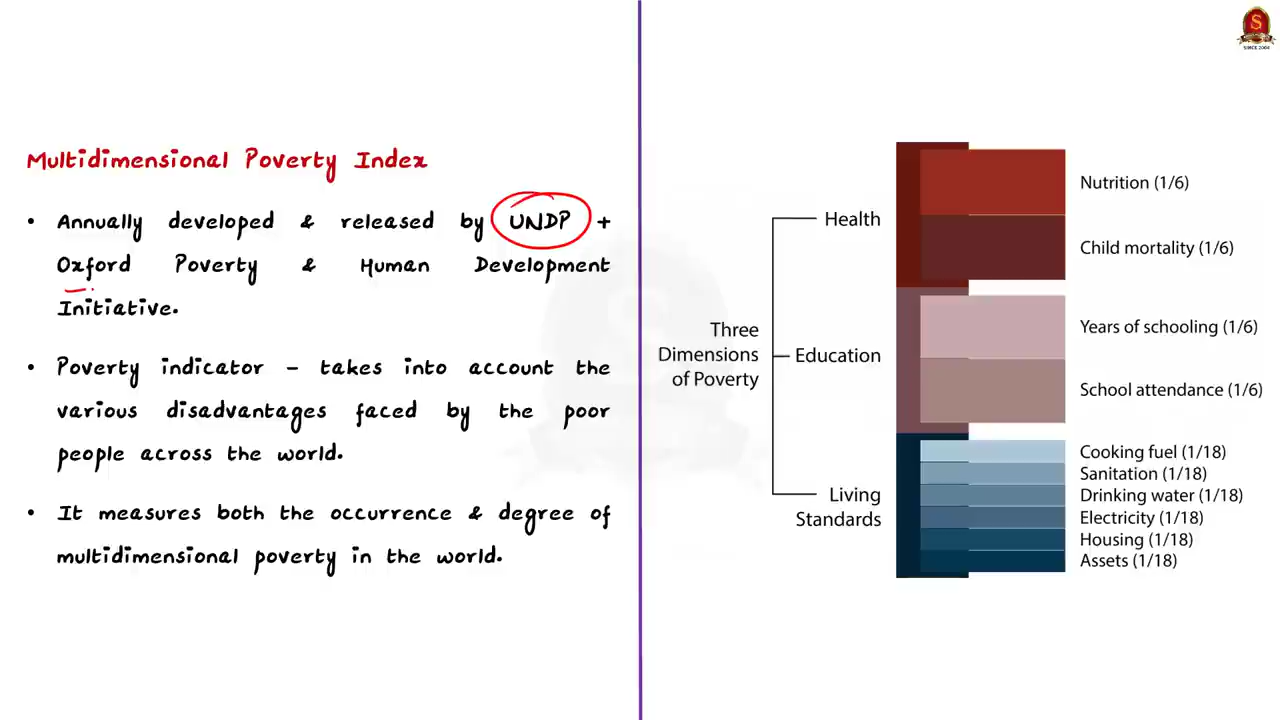 Multidimensional Poverty Index
• Annually developed & released by UNDP +
Oxford Poverty & Human Development
Initiative.
• Poverty indicator – takes into account the
various disadvantages faced by the poor
people across the world.
• It measures both the occurrence & degree of
multidimensional poverty in the world.
S
SINCE 2004
Three
Dimensions
of Poverty
Health
Nutrition (1/6)
Child mortality (1/6)
Education
Years of schooling (1/6)
School attendance (1/6)
Living
Standards
Cooking fuel (1/18)
Sanitation (1/18)
Drinking water (1/18)
Electricity (1/18)
Housing (1/18)
Assets (1/18)